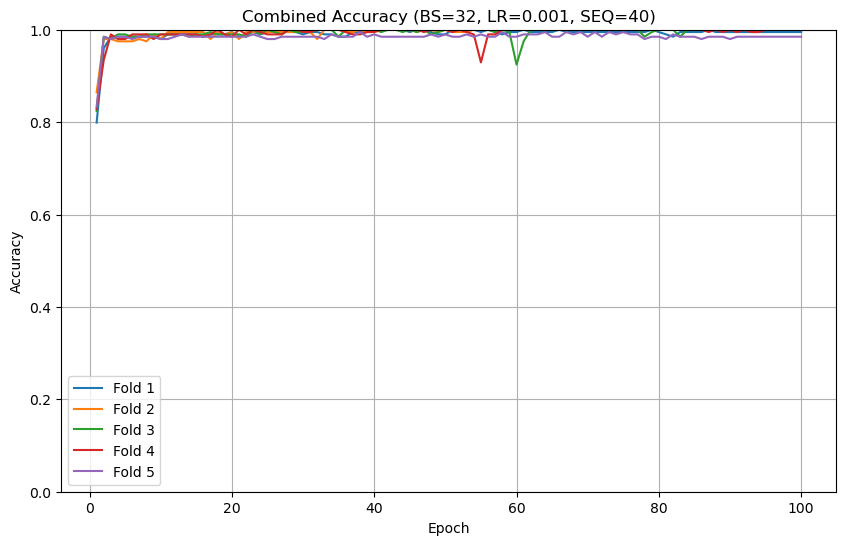 Combined Accuracy (BS=32, LR=0.001, SEQ=40)
1.0
0.8
0.6
0.4
0.2
0.0
Accuracy
Fold 1
Fold 2
Fold 3
Fold 4
Fold 5
0 20 40 60 80 100
Epoch